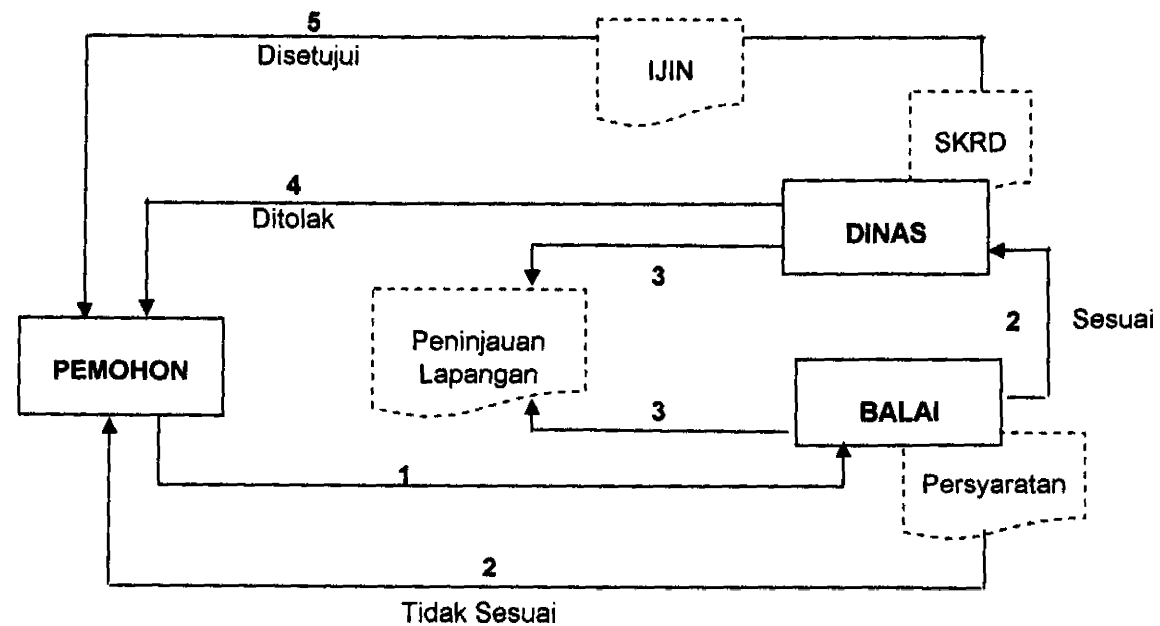 5
Disetujui
IJIN
SKRD
4
Ditolak
DINAS
3
2
Sesuai
Peninjauan
Lapangan
PEMOHON
3
BALAI
1
Persyaratan
2
Tidak Sesuai